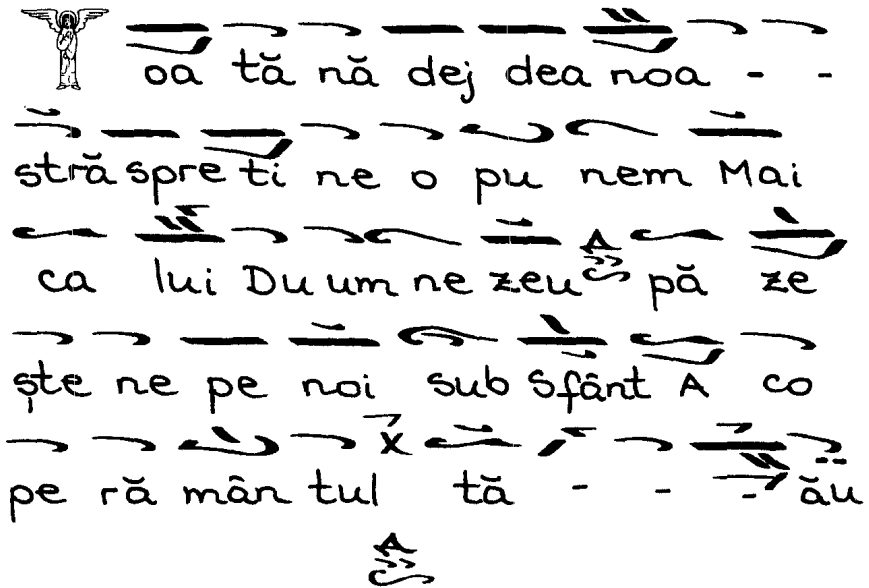 Toa tă nă dej dea noa - -
stră spre ti ne o pu nem Mai
ca lui Du um ne zeu pă ze
ște ne pe noi sub Sfânt A co
pe ră mân tul tă - - - ău